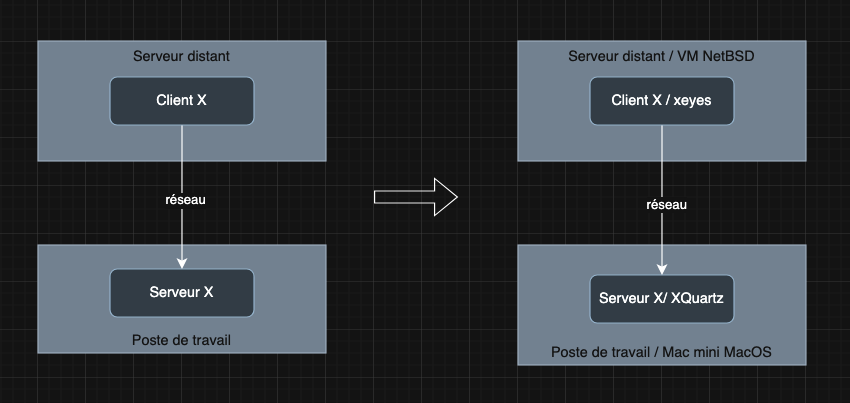 Serveur distant
Client X
réseau
Serveur X
Poste de travail
Serveur distant / VM NetBSD
Client X / xeyes
réseau
Serveur X/ XQuartz
Poste de travail / Mac mini MacOS